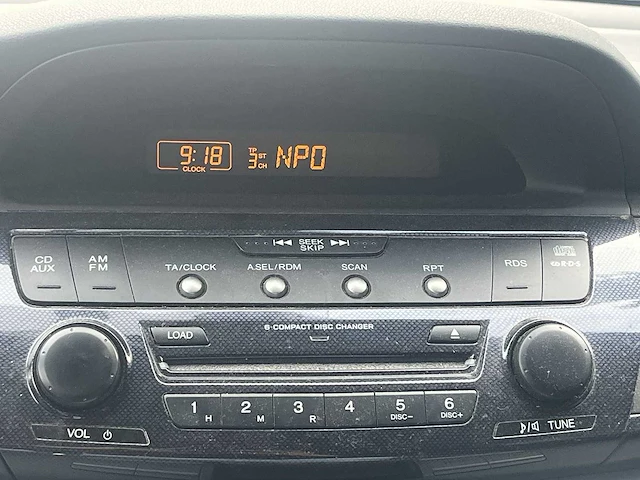 9:18 CLOCK TP 3 ST CH NPO
SEEK SKIP
CD AUX
AM FM
TA/CLOCK A.SEL/RDM SCAN RPT
RDS
R·D·S
LOAD 6-COMPACT DISC CHANGER
1 H 2 M 3 R 4 5 DISC- 6 DISC+
VOL TUNE